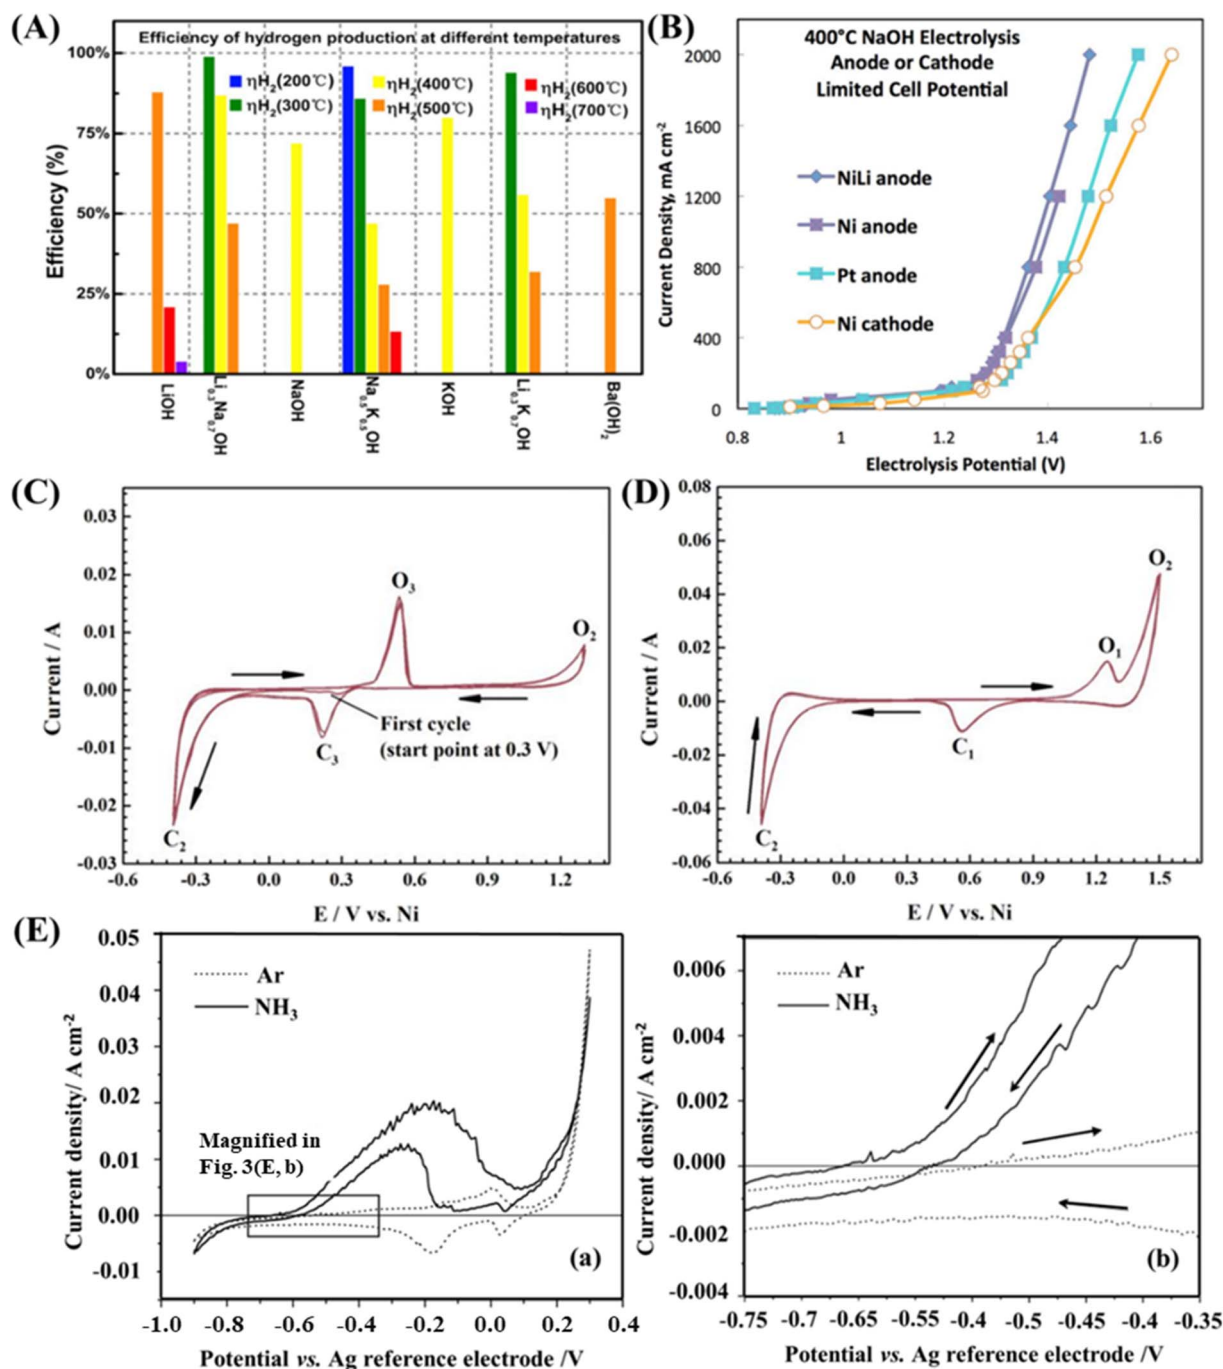 (A)
Efficiency of hydrogen production at different temperatures
100%
75%
50%
25%
0%
Efficiency (%)
ηH2(200℃)
ηH2(400℃)
ηH2(600℃)
ηH2(300℃)
ηH2(500℃)
ηH2(700℃)
LiOH
Li0.3Na0.7OH
NaOH
Na0.5K0.5OH
KOH
Li0.3K0.7OH
Ba(OH)2
(B)
400°C NaOH Electrolysis
Anode or Cathode
Limited Cell Potential
Current Density, mA cm-2
2000
1600
1200
800
400
0
NiLi anode
Ni anode
Pt anode
Ni cathode
0.8 1 1.2 1.4 1.6
Electrolysis Potential (V)
(C)
Current / A
0.03
0.02
0.01
0.00
-0.01
-0.02
-0.03
O3
O2
First cycle
(start point at 0.3 V)
C3
C2
-0.6 -0.3 0.0 0.3 0.6 0.9 1.2
E / V vs. Ni
(D)
Current / A
0.08
0.06
0.04
0.02
0.00
-0.02
-0.04
-0.06
O2
O1
C1
C2
-0.6 -0.3 0.0 0.3 0.6 0.9 1.2 1.5
E / V vs. Ni
(E)
Current density/ A cm-2
0.05
0.04
0.03
0.02
0.01
0.00
-0.01
Ar
NH3
Magnified in
Fig. 3(E, b)
(a)
-1.0 -0.8 -0.6 -0.4 -0.2 0.0 0.2 0.4
Potential vs. Ag reference electrode /V
Current density/ A cm-2
0.006
0.004
0.002
0.000
-0.002
-0.004
Ar
NH3
(b)
-0.75 -0.5 -0.4 -0.5 -0.4 -0.5 -0.4 -0.45 -0.35
Potential vs. Ag reference electrode /V